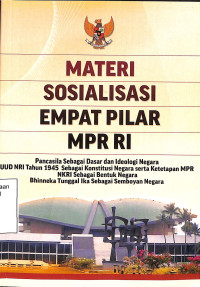 MATERI
SOSIALISASI
EMPAT PILAR
MPR RI
Pancasila Sebagai Dasar dan Ideologi Negara
UUD NRI Tahun 1945 Sebagai Konstitusi Negara serta Ketetapan MPR
NKRI Sebagai Bentuk Negara
Bhinneka Tunggal Ika Sebagai Semboyan Negara